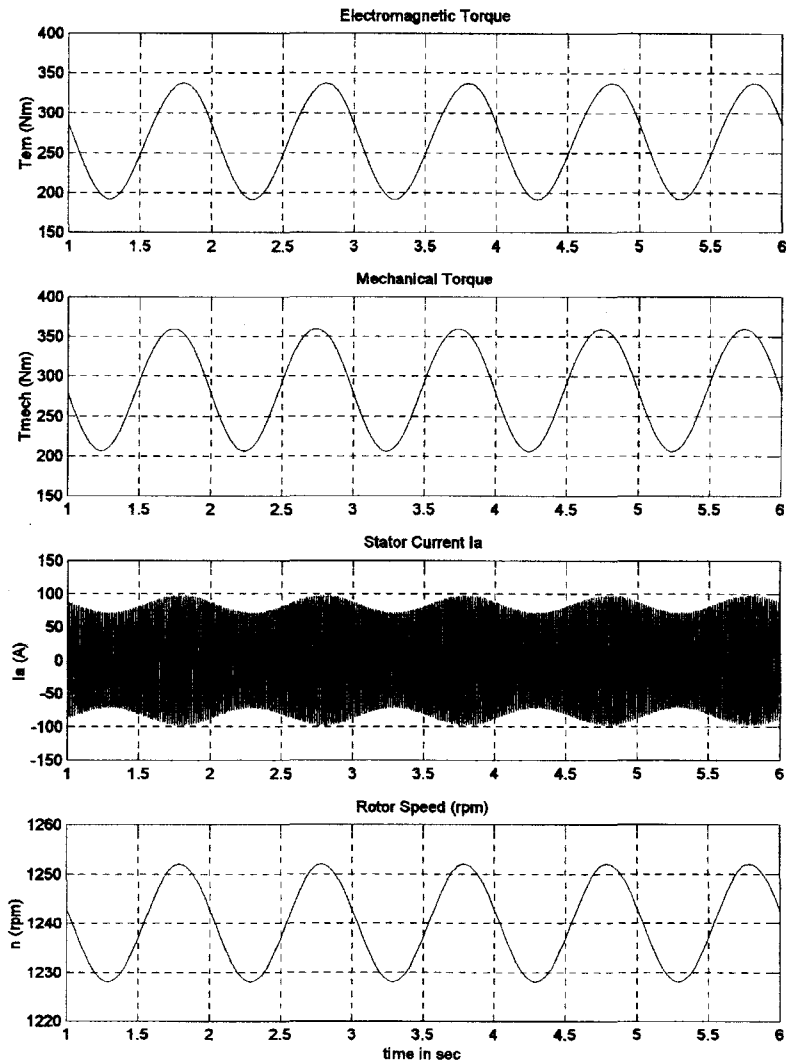 Electromagnetic Torque
400
350
300
250
200
150
Tem (Nm)
1 1.5 2 2.5 3 3.5 4 4.5 5 5.5 6
Mechanical Torque
400
350
300
250
200
150
Tmech (Nm)
1 1.5 2 2.5 3 3.5 4 4.5 5 5.5 6
Stator Current Ia
150
100
50
0
-50
-100
-150
Ia (A)
1 1.5 2 2.5 3 3.5 4 4.5 5 5.5 6
Rotor Speed (rpm)
1260
1250
1240
1230
1220
n (rpm)
1 1.5 2 2.5 3 3.5 4 4.5 5 5.5 6
time in sec